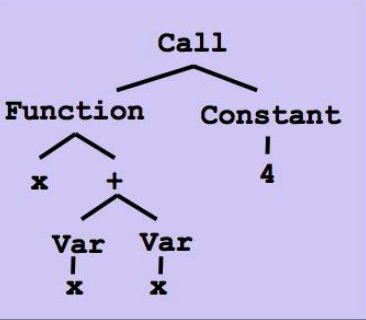 Call
Function Constant
x + 4
Var Var
x x